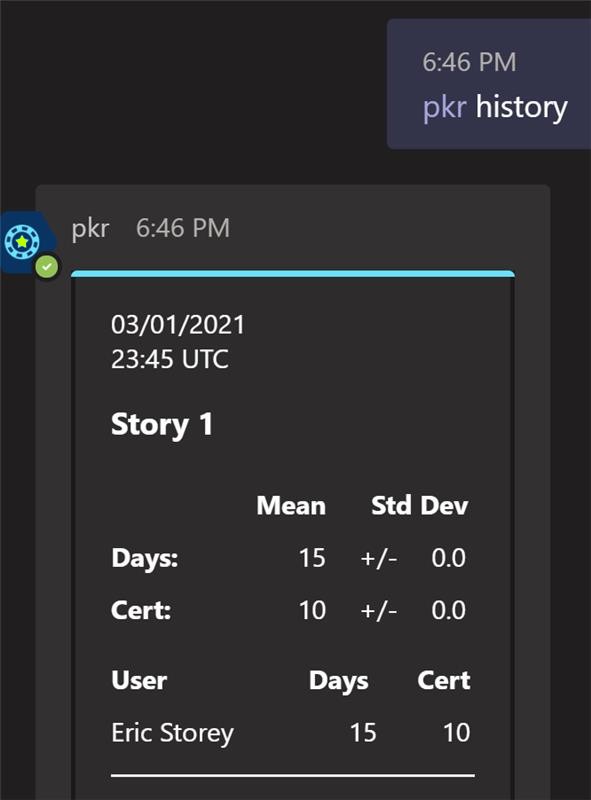 6:46 PM
pkr history
pkr 6:46 PM
03/01/2021
23:45 UTC
Story 1
Mean Std Dev
Days: 15 +/- 0.0
Cert: 10 +/- 0.0
User Days Cert
Eric Storey 15 10